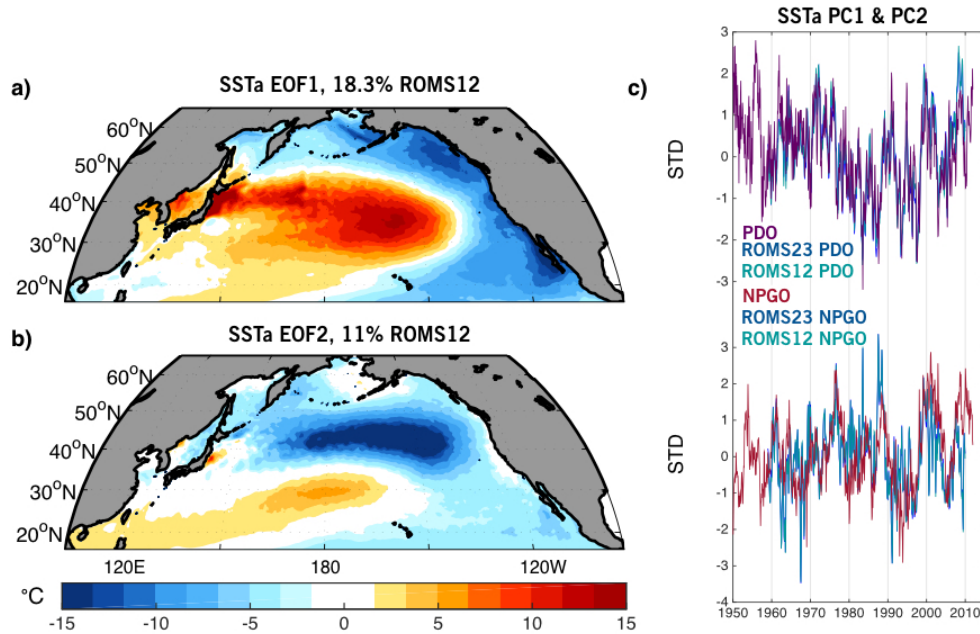 a)
SSTa EOF1, 18.3% ROMS12
60°N
50°N
40°N
30°N
20°N
b)
SSTa EOF2, 11% ROMS12
60°N
50°N
40°N
30°N
20°N
120E 180 120W
°C
-15 -10 -5 0 5 10 15
c)
SSTa PC1 & PC2
3
2
1
0
-1
-2
-3
STD
PDO
ROMS23 PDO
ROMS12 PDO
NPGO
ROMS23 NPGO
ROMS12 NPGO
3
2
1
0
-1
-2
-3
-4
STD
1950 1960 1970 1980 1990 2000 2010